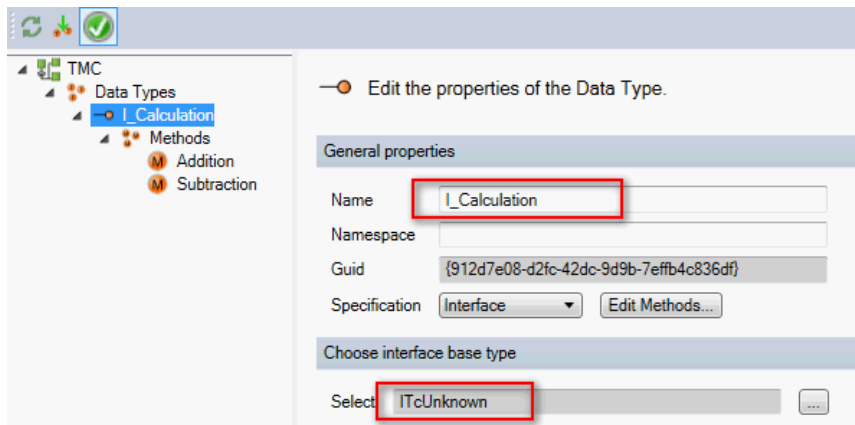 TMC
Data Types
I_Calculation
Methods
M Addition
M Subtraction
Edit the properties of the Data Type.
General properties
Name I_Calculation
Namespace
Guid {912d7e08-d2fc-42dc-9d9b-7effb4c836df}
Specification Interface Edit Methods...
Choose interface base type
Select ITcUnknown ...